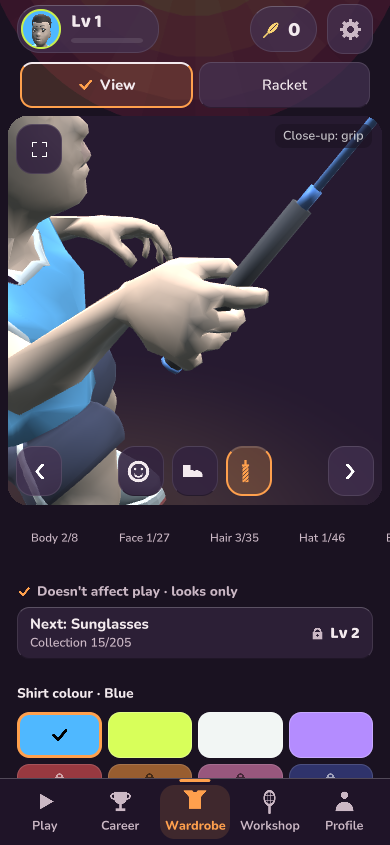 Lv 1
0
View
Racket
Close-up: grip
Body 2/8
Face 1/27
Hair 3/35
Hat 1/46
Doesn't affect play · looks only
Next: Sunglasses
Collection 15/205
Lv 2
Shirt colour · Blue
Play
Career
Wardrobe
Workshop
Profile